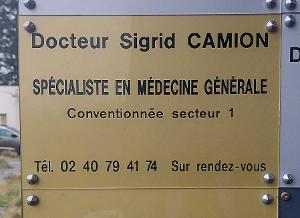 Docteur Sigrid CAMION
SPÉCIALISTE EN MÉDECINE GÉNÉRALE
Conventionnée secteur 1
Tél. 02 40 79 41 74 Sur rendez-vous